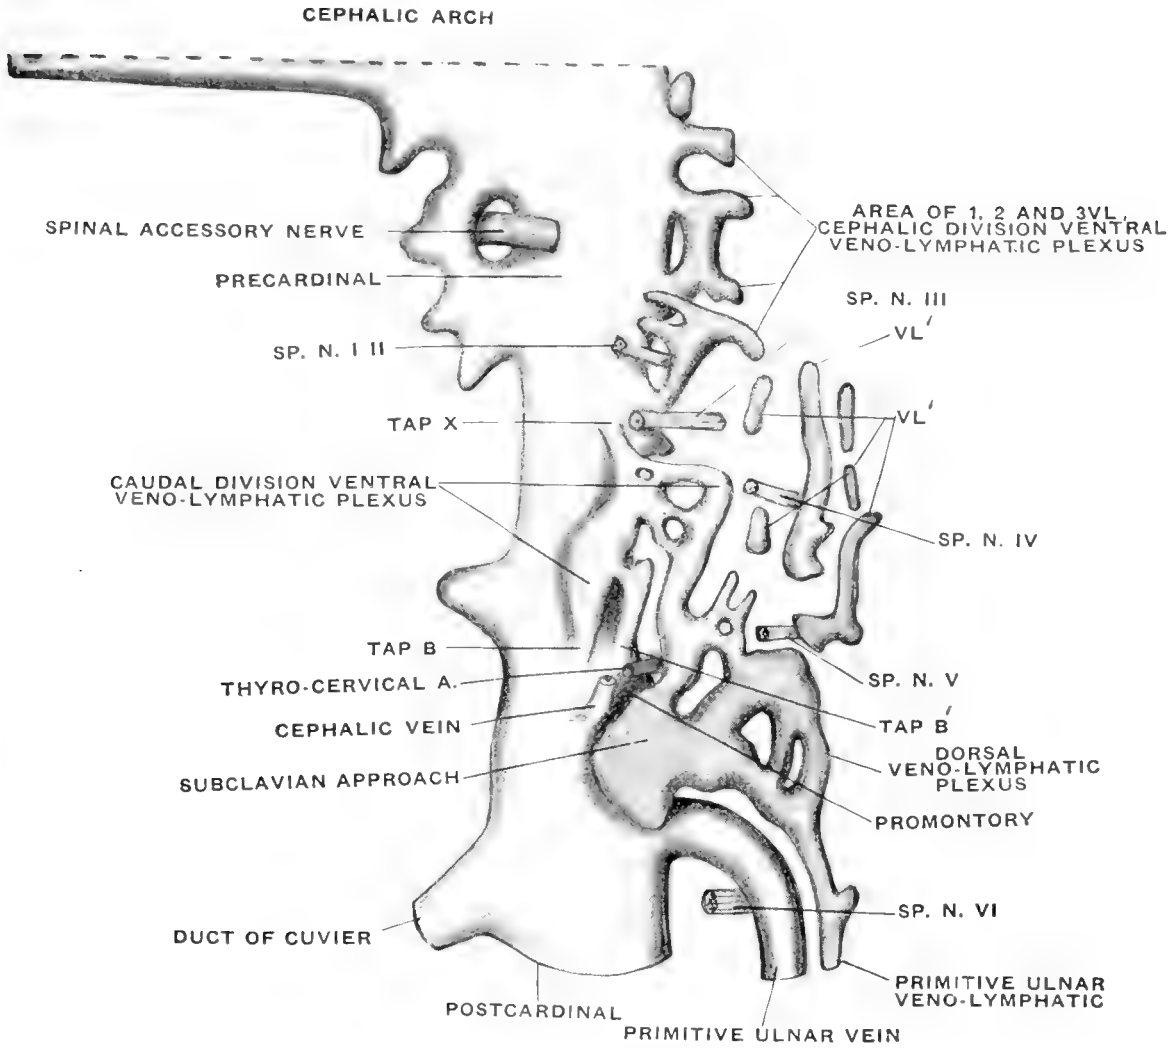 CEPHALIC ARCH
SPINAL ACCESSORY NERVE
PRECARDINAL
SP. N. I II
TAP X
CAUDAL DIVISION VENTRAL
VENO-LYMPHATIC PLEXUS
TAP B
THYRO-CERVICAL A.
CEPHALIC VEIN
SUBCLAVIAN APPROACH
DUCT OF CUVIER
POSTCARDINAL
PRIMITIVE ULNAR VEIN
AREA OF 1, 2 AND 3VL,
CEPHALIC DIVISION VENTRAL
VENO-LYMPHATIC PLEXUS
SP. N. III
VL′
VL′
SP. N. IV
SP. N. V
TAP B′
DORSAL
VENO-LYMPHATIC
PLEXUS
PROMONTORY
SP. N. VI
PRIMITIVE ULNAR
VENO-LYMPHATIC